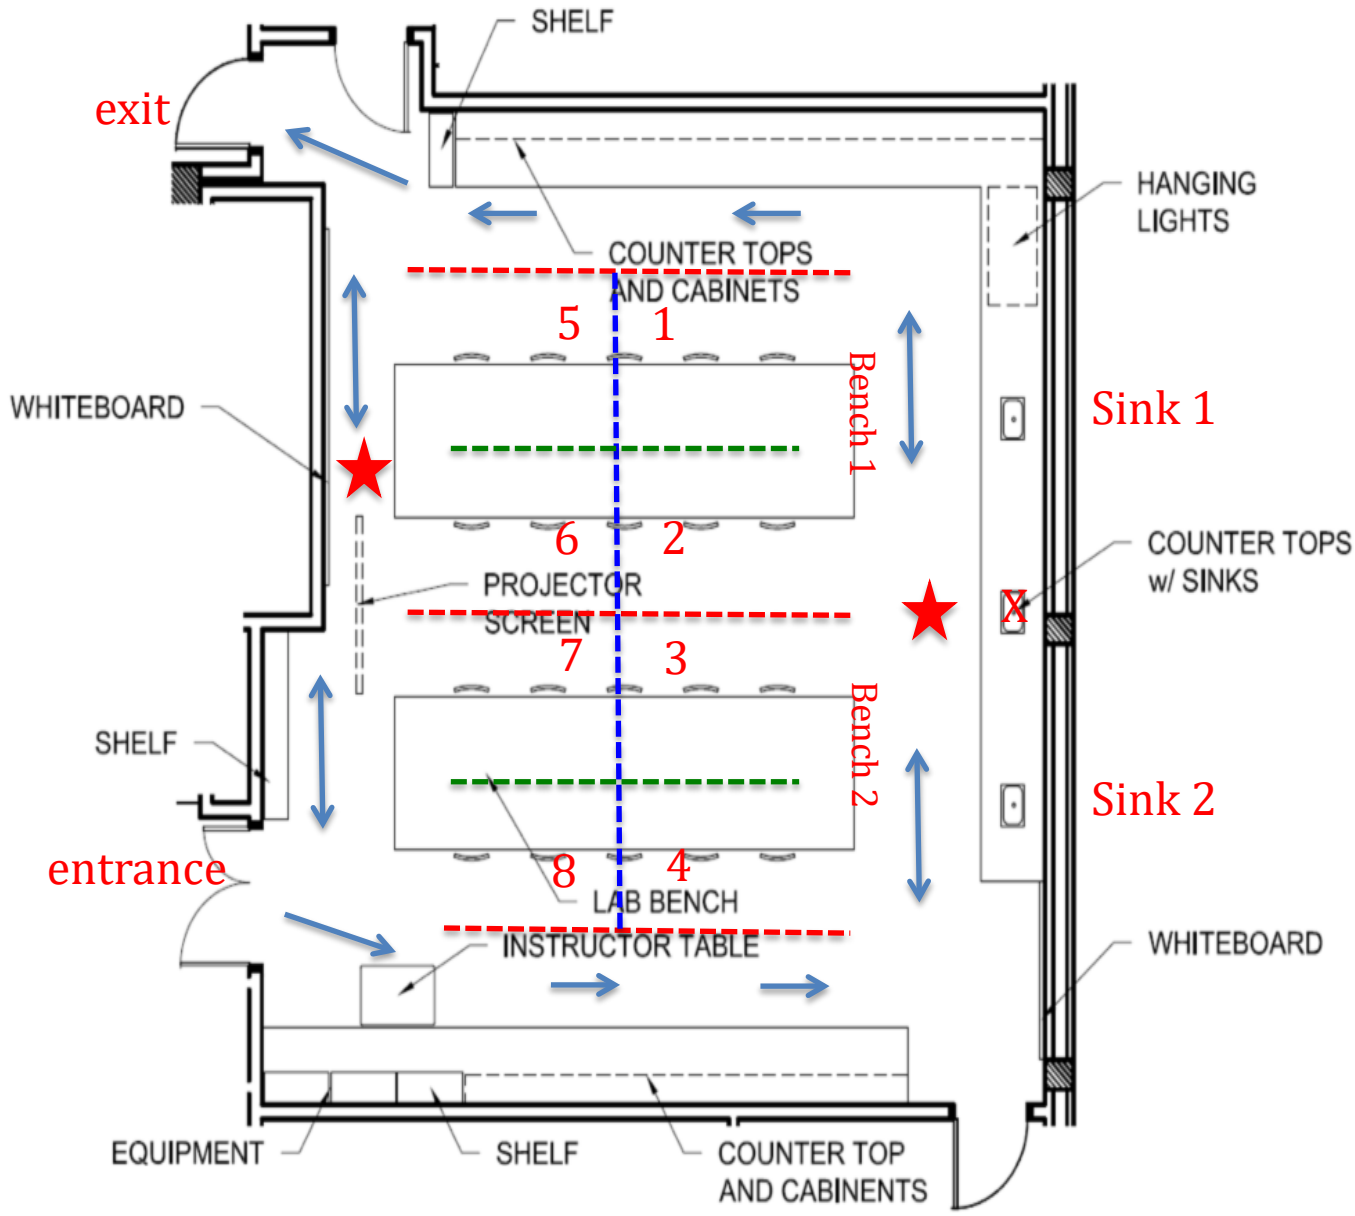 SHELF
exit
HANGING
LIGHTS
COUNTER TOPS
AND CABINETS
5
1
Bench 1
WHITEBOARD
Sink 1
6
2
COUNTER TOPS
w/ SINKS
PROJECTOR
SCREEN
X
7
3
Bench 2
SHELF
Sink 2
entrance
8
4
LAB BENCH
INSTRUCTOR TABLE
WHITEBOARD
EQUIPMENT
SHELF
COUNTER TOP
AND CABINENTS